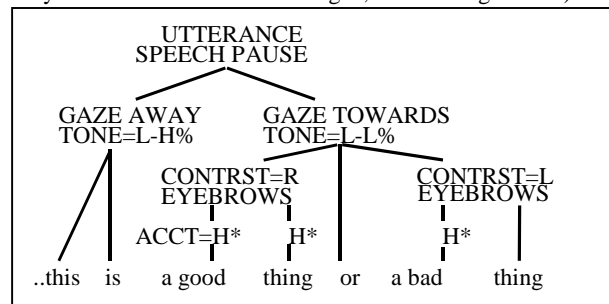 UTTERANCE
SPEECH PAUSE
GAZE AWAY GAZE TOWARDS
TONE=L-H% TONE=L-L%
CONTRST=R CONTRST=L
EYEBROWS EYEBROWS
ACCT=H* H* H*
..this is a good thing or a bad thing